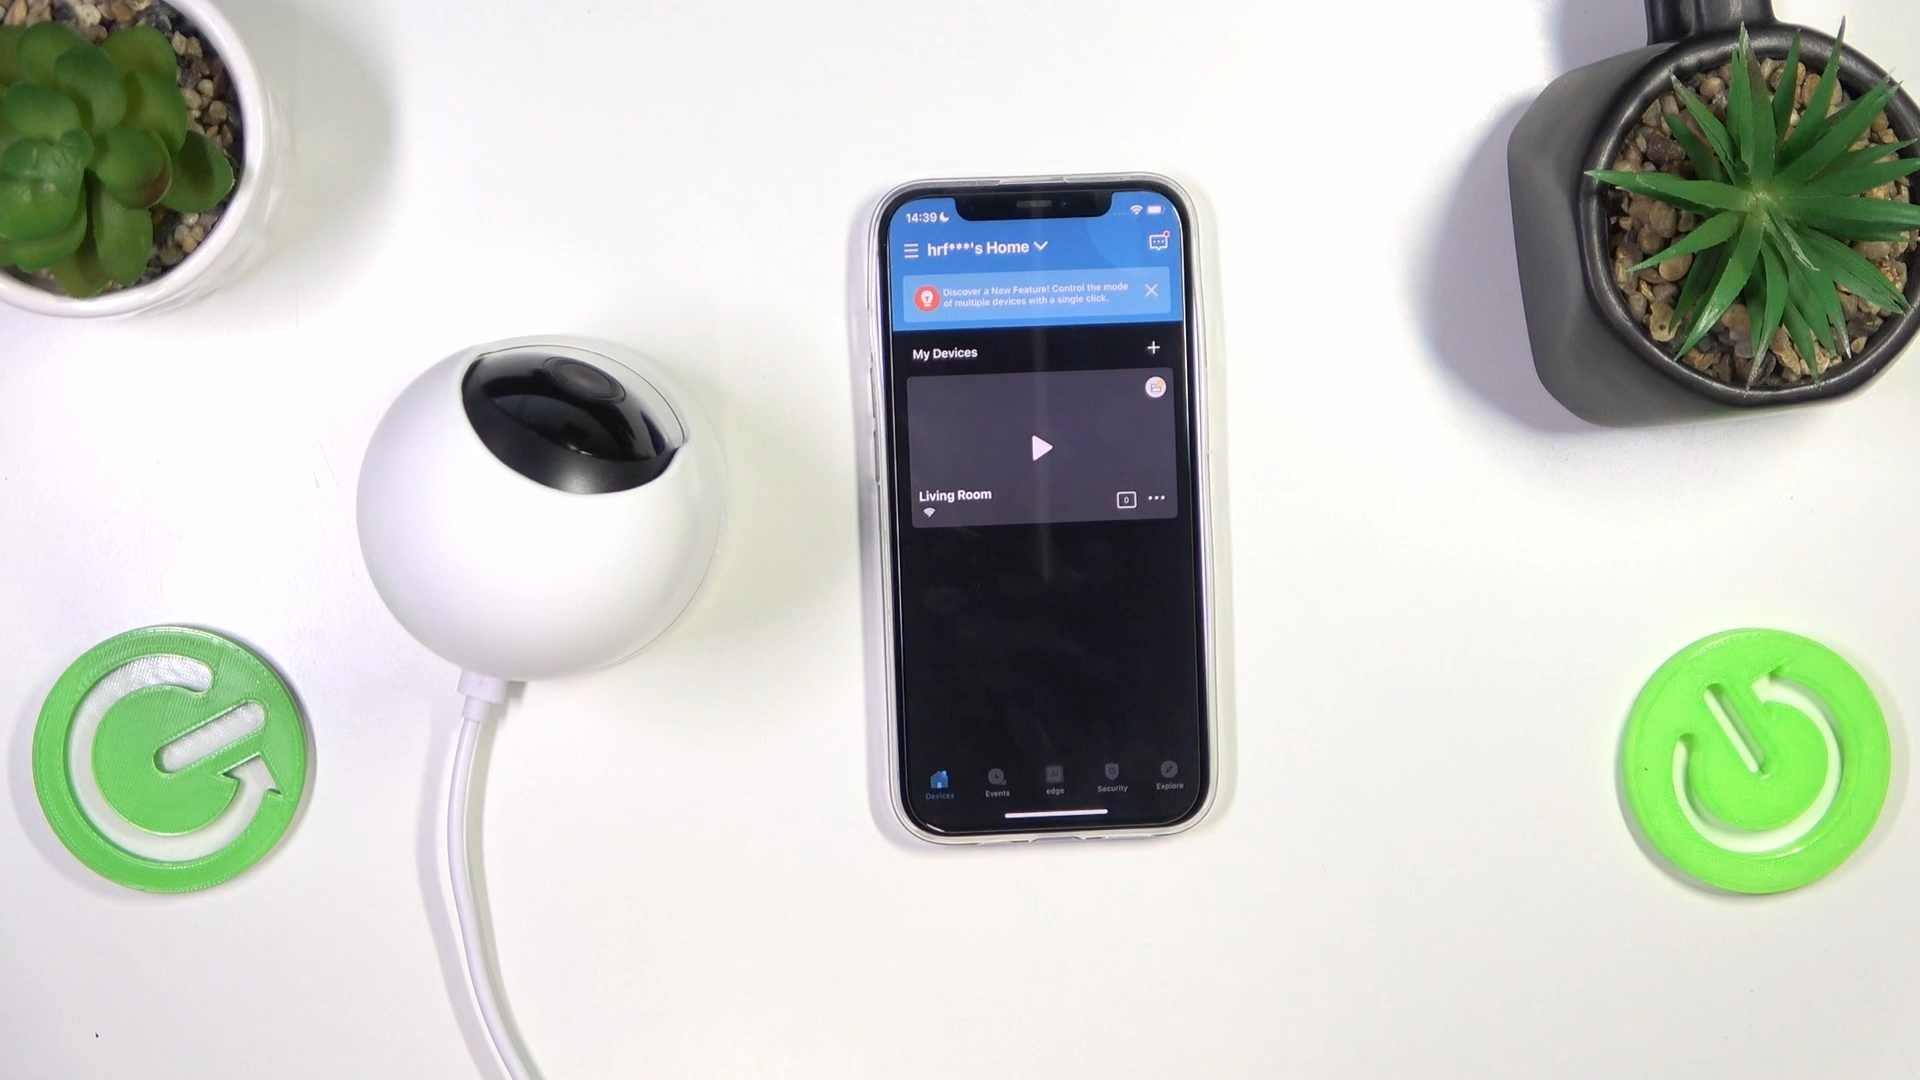 14:39
hrf***'s Home
Discover a New Feature! Control the mode
of multiple devices with a single click.
My Devices
Living Room
0
Devices
Events
AI
edge
Security
Explore